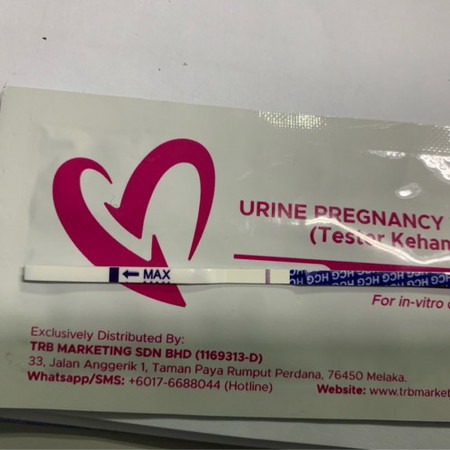 URINE PREGNANCY
(Tester Keham
MAX
HCG HCG HCG HCG HCG HCG
For in-vitro
Exclusively Distributed By:
TRB MARKETING SDN BHD (1169313-D)
33, Jalan Anggerik 1, Taman Paya Rumput Perdana, 76450 Melaka.
Whatsapp/SMS: +6017-6688044 (Hotline)
Website: www.trbmarket